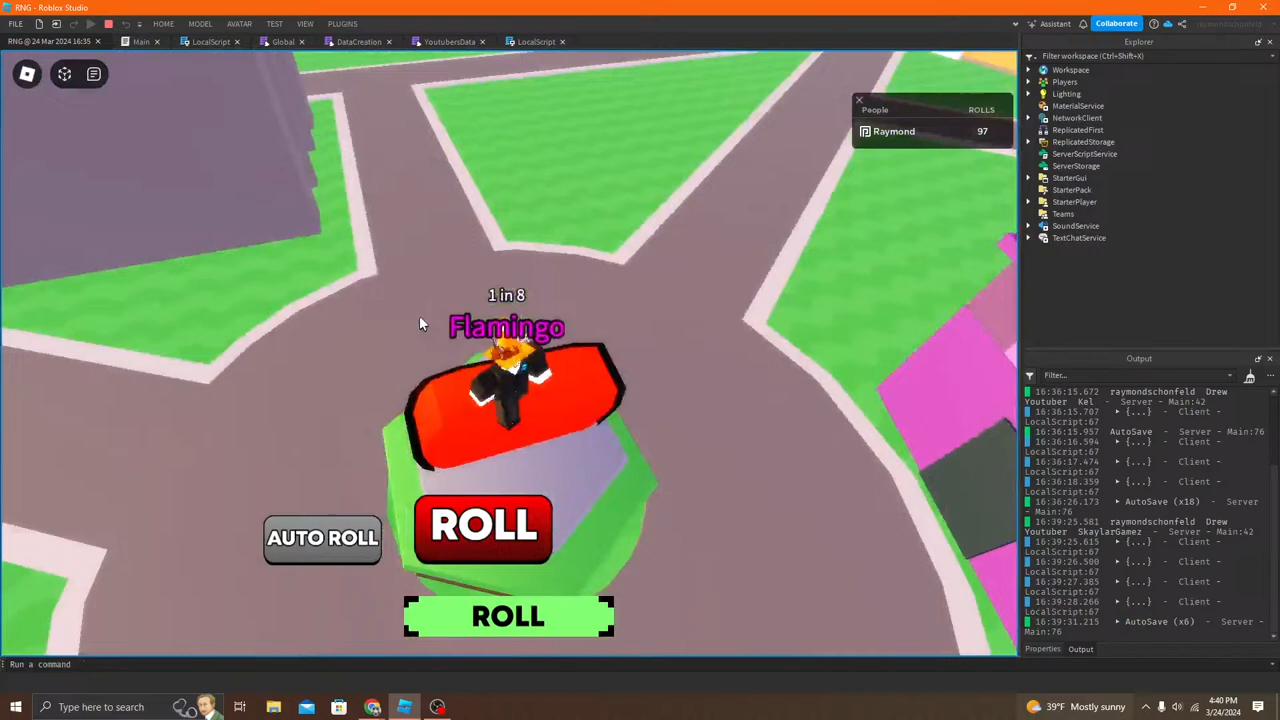 RNG - Roblox Studio
FILE
HOME MODEL AVATAR TEST VIEW PLUGINS
Assistant Collaborate raymondschonfeld
RNG @ 24 Mar 2024 16:35 X Main X LocalScript X Global X DataCreation X YoutubersData X LocalScript X
Explorer
Filter workspace (Ctrl+Shift+X)
Workspace
Players
Lighting
MaterialService
NetworkClient
ReplicatedFirst
ReplicatedStorage
ServerScriptService
ServerStorage
StarterGui
StarterPack
StarterPlayer
Teams
SoundService
TextChatService
People ROLLS
Raymond 97
1 in 8
Flamingo
AUTO ROLL
ROLL
ROLL
Output
Filter...
16:36:15.672 raymondschonfeld Drew
Youtuber Kel - Server - Main:42
16:36:15.707 {...} - Client -
LocalScript:67
16:36:15.957 AutoSave - Server - Main:76
16:36:16.594 {...} - Client -
LocalScript:67
16:36:17.474 {...} - Client -
LocalScript:67
16:36:18.359 {...} - Client -
LocalScript:67
16:36:26.173 AutoSave (x18) - Server
- Main:76
16:39:25.581 raymondschonfeld Drew
Youtuber SkaylarGamez - Server - Main:42
16:39:25.615 {...} - Client -
LocalScript:67
16:39:26.500 {...} - Client -
LocalScript:67
16:39:27.385 {...} - Client -
LocalScript:67
16:39:28.266 {...} - Client -
LocalScript:67
16:39:31.215 AutoSave (x6) - Server -
Main:76
Properties Output
Run a command
Type here to search
39°F Mostly sunny
4:40 PM
3/24/2024